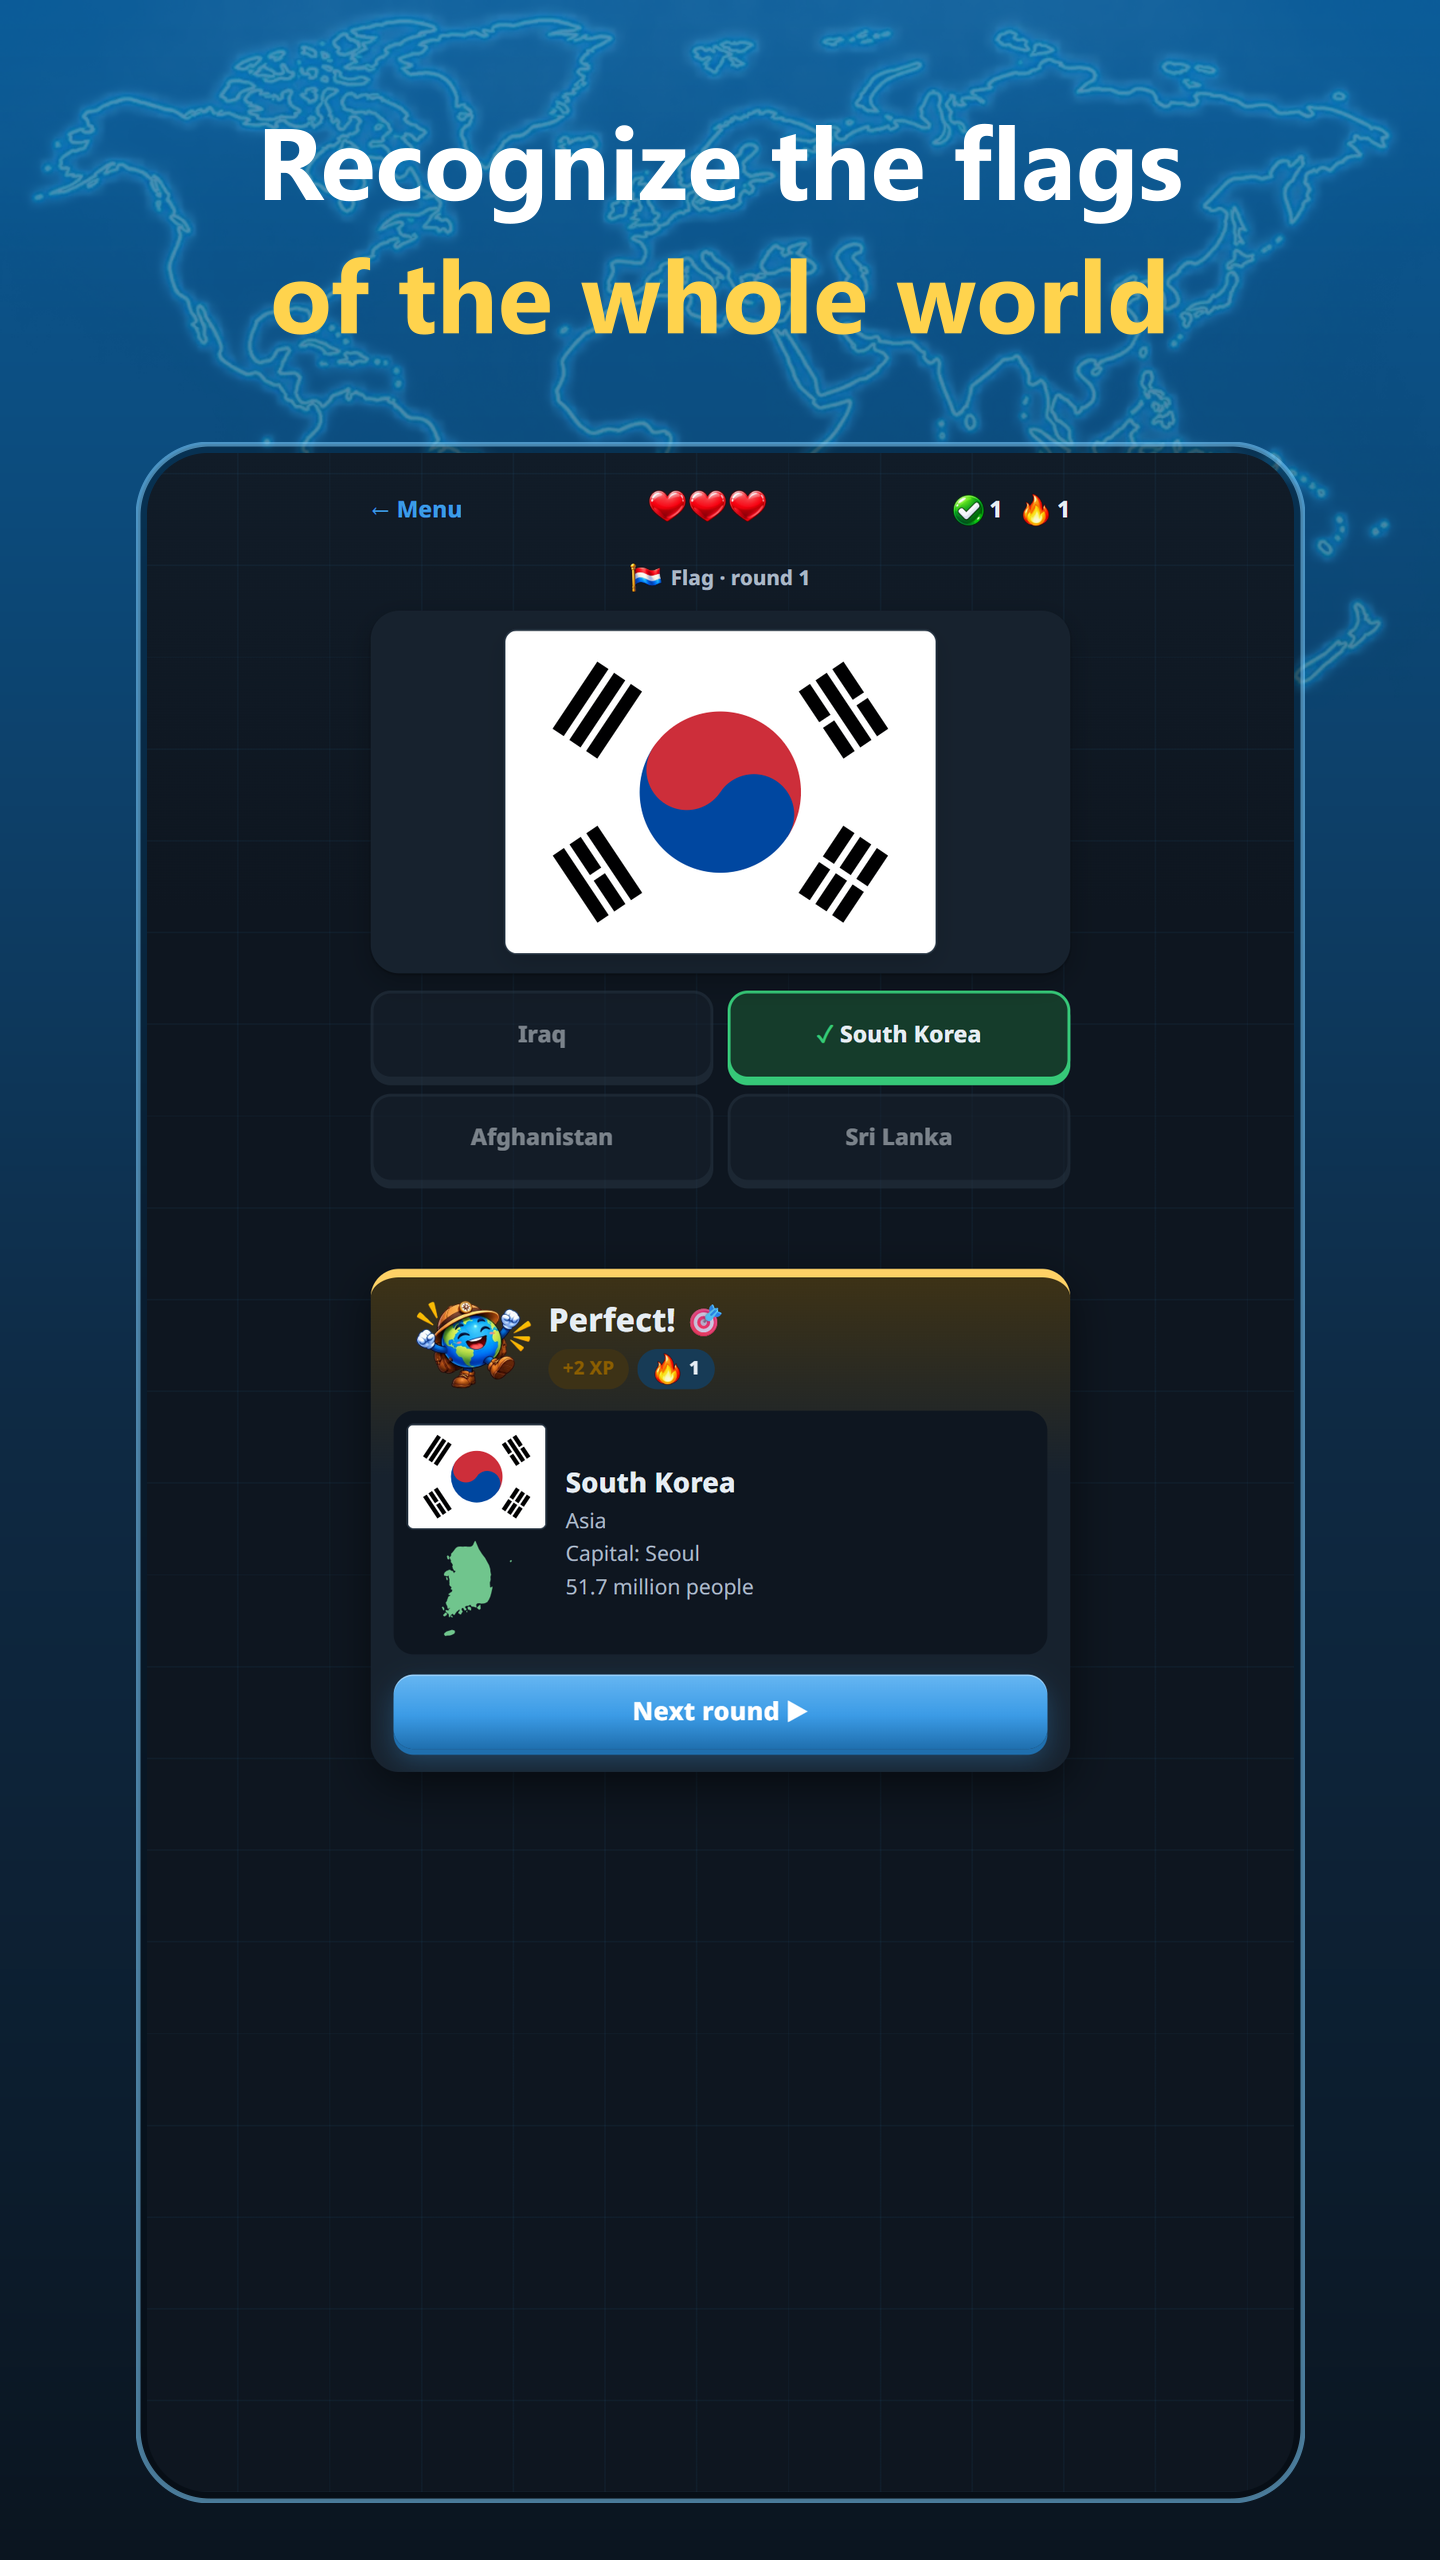 Recognize the flags
of the whole world
← Menu
1 1
Flag · round 1
Iraq
✓ South Korea
Afghanistan
Sri Lanka
Perfect!
+2 XP 1
South Korea
Asia
Capital: Seoul
51.7 million people
Next round ▶